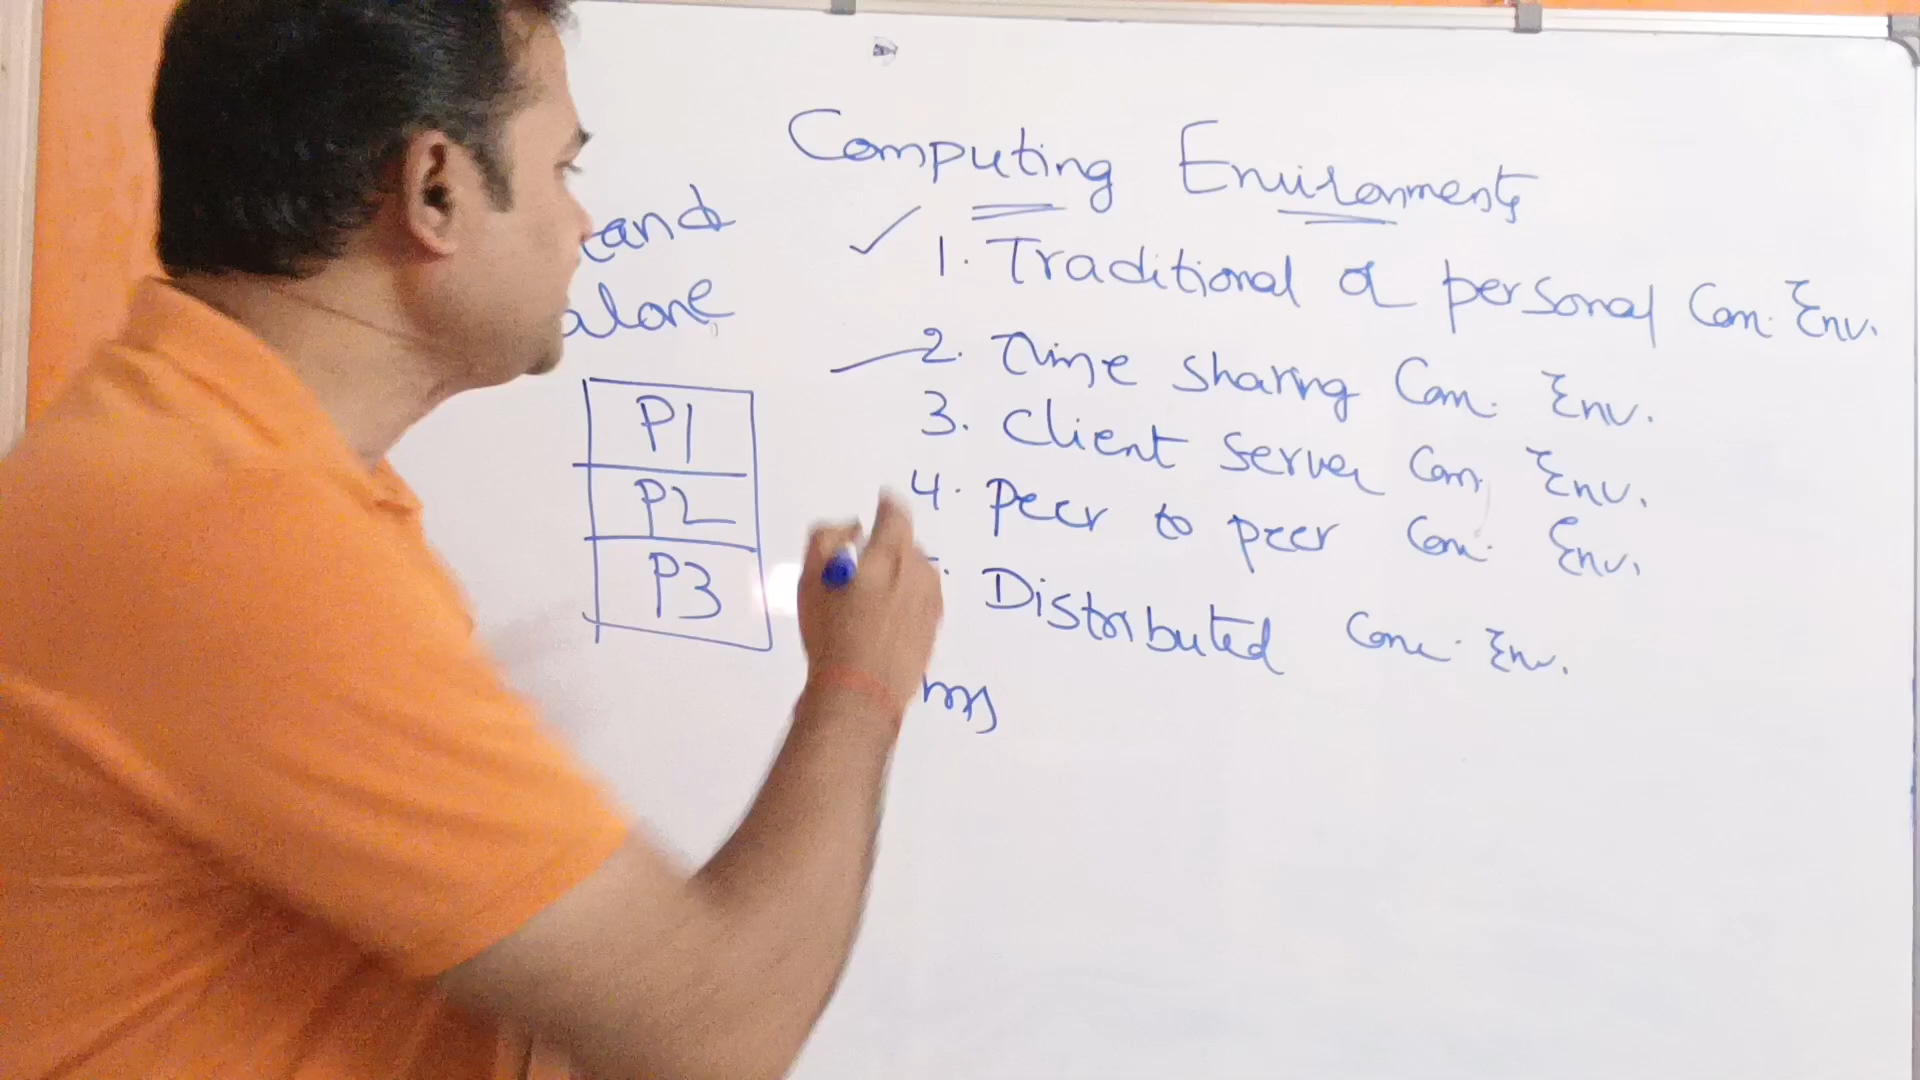 Computing Environments
1. Traditional or personal Com. Env.
2. Time sharing Com. Env.
3. Client server Com. Env.
4. Peer to peer Com. Env.
Distributed Com. Env.
ms
alone
P1
P2
P3